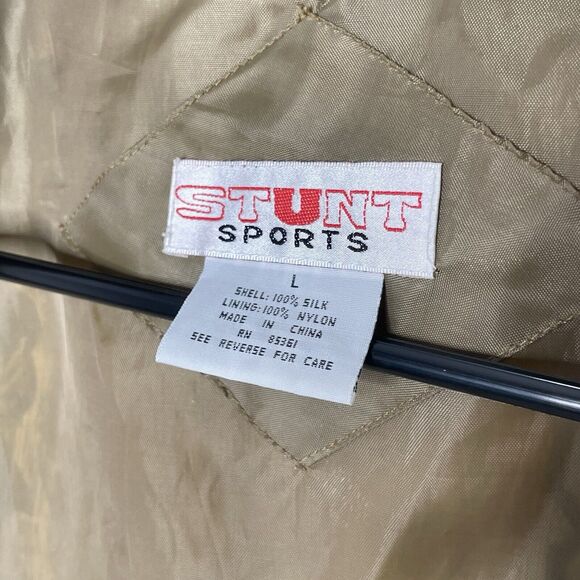 STUNT
SPORTS
L
SHELL: 100% SILK
LINING: 100% NYLON
MADE IN CHINA
RN 85361
SEE REVERSE FOR CARE